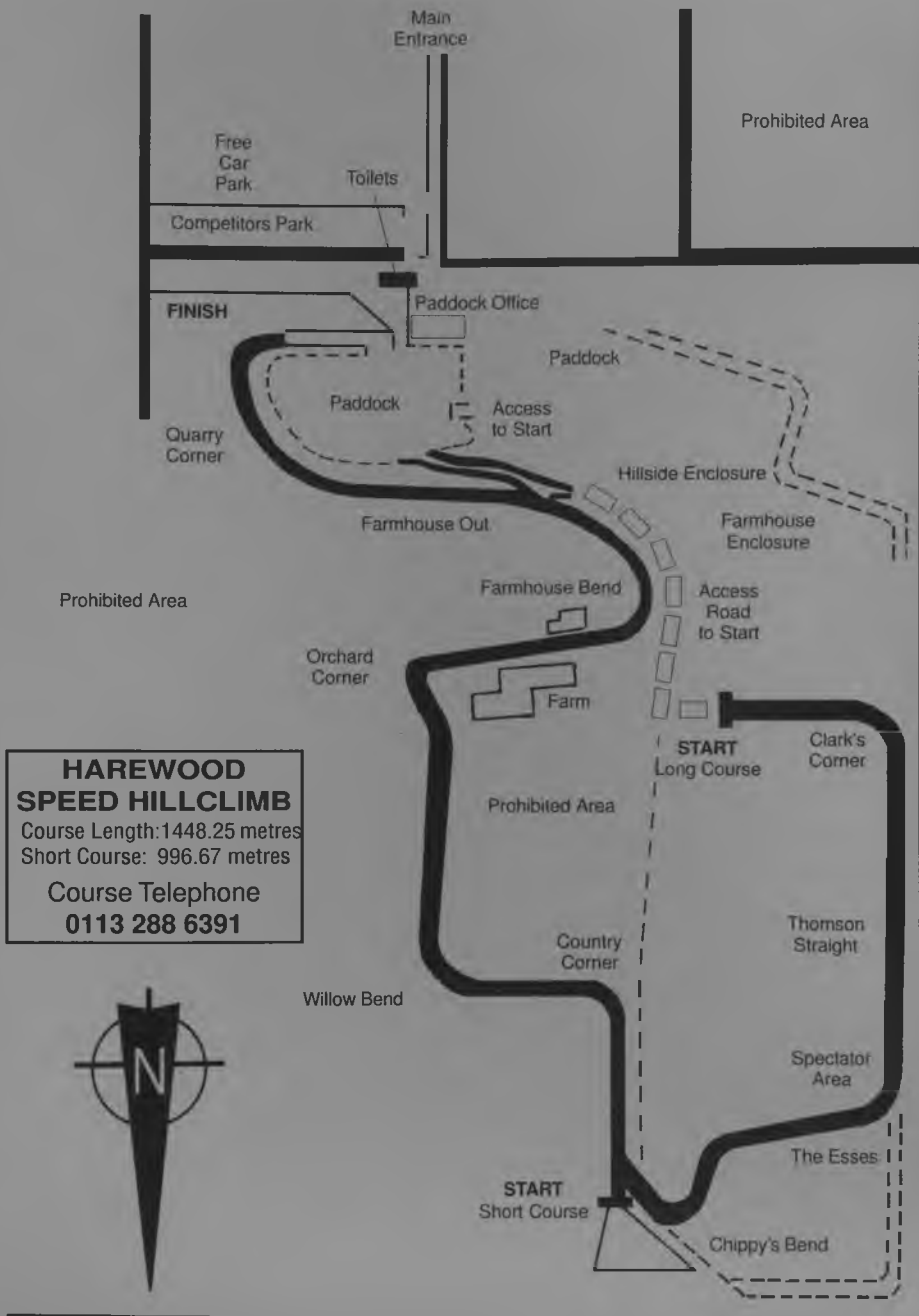 Main
Entrance
Prohibited Area
Free
Car
Park
Toilets
Competitors Park
FINISH
Paddock Office
Paddock
Paddock
Access
to Start
Quarry
Corner
Hillside Enclosure
Farmhouse Out
Farmhouse
Enclosure
Prohibited Area
Farmhouse Bend
Access
Road
to Start
Orchard
Corner
Farm
START
Long Course
Clark's
Corner
HAREWOOD
SPEED HILLCLIMB
Course Length:1448.25 metres
Short Course: 996.67 metres
Course Telephone
0113 288 6391
Prohibited Area
Thomson
Straight
Country
Corner
Willow Bend
N
Spectator
Area
The Esses
START
Short Course
Chippy's Bend